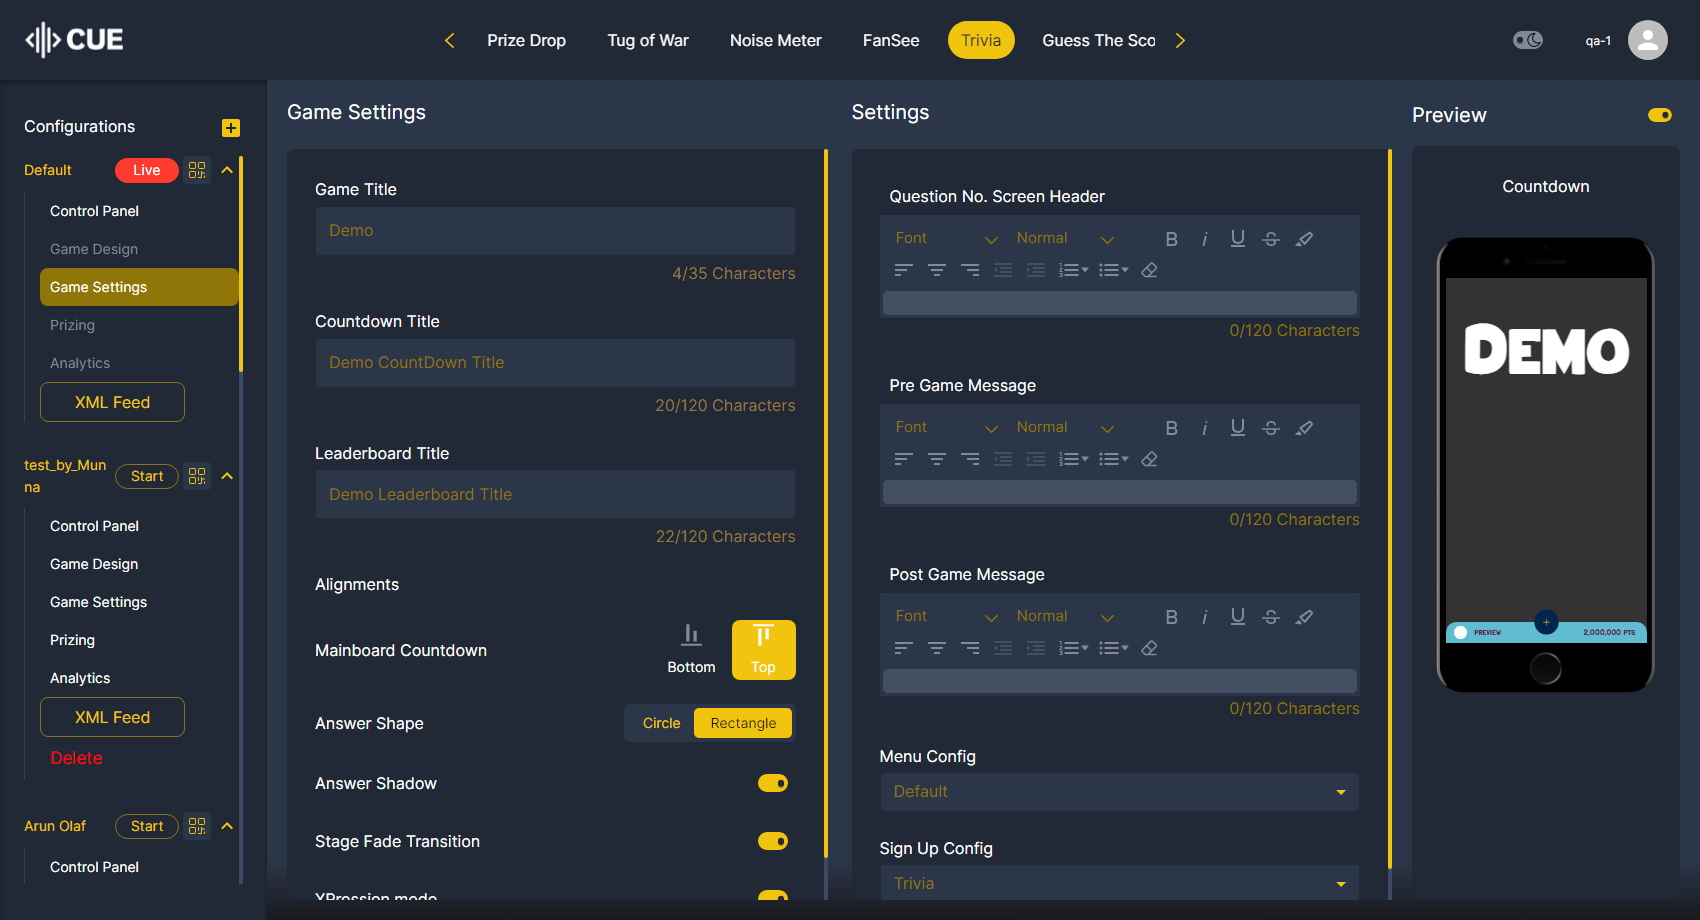 CUE
Prize Drop
Tug of War
Noise Meter
FanSee
Trivia
Guess The Sco
qa-1
Configurations
Default
Live
Control Panel
Game Design
Game Settings
Prizing
Analytics
XML Feed
test_by_Mun
na
Start
Control Panel
Game Design
Game Settings
Prizing
Analytics
XML Feed
Delete
Arun Olaf
Start
Control Panel
Game Settings
Game Title
Demo
4/35 Characters
Countdown Title
Demo CountDown Title
20/120 Characters
Leaderboard Title
Demo Leaderboard Title
22/120 Characters
Alignments
Mainboard Countdown
Bottom
Top
Answer Shape
Circle
Rectangle
Answer Shadow
Stage Fade Transition
XPression mode
Settings
Question No. Screen Header
Font
Normal
B i U S
0/120 Characters
Pre Game Message
Font
Normal
B i U S
0/120 Characters
Post Game Message
Font
Normal
B i U S
0/120 Characters
Menu Config
Default
Sign Up Config
Trivia
Preview
Countdown
DEMO
PREVIEW
2,000,000 PTS.